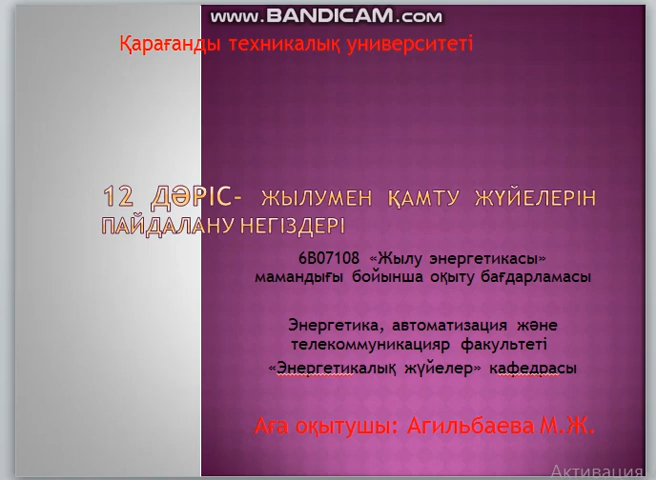 www.BANDICAM.com
Қарағанды техникалық университеті
12 ДӘРІС- ЖЫЛУМЕН ҚАМТУ ЖҮЙЕЛЕРІН
ПАЙДАЛАНУ НЕГІЗДЕРІ
6B07108 «Жылу энергетикасы»
мамандығы бойынша оқыту бағдарламасы
Энергетика, автоматизация және
телекоммуникацияр факультеті
«Энергетикалық жүйелер» кафедрасы
Аға оқытушы: Агильбаева М.Ж.
Активация